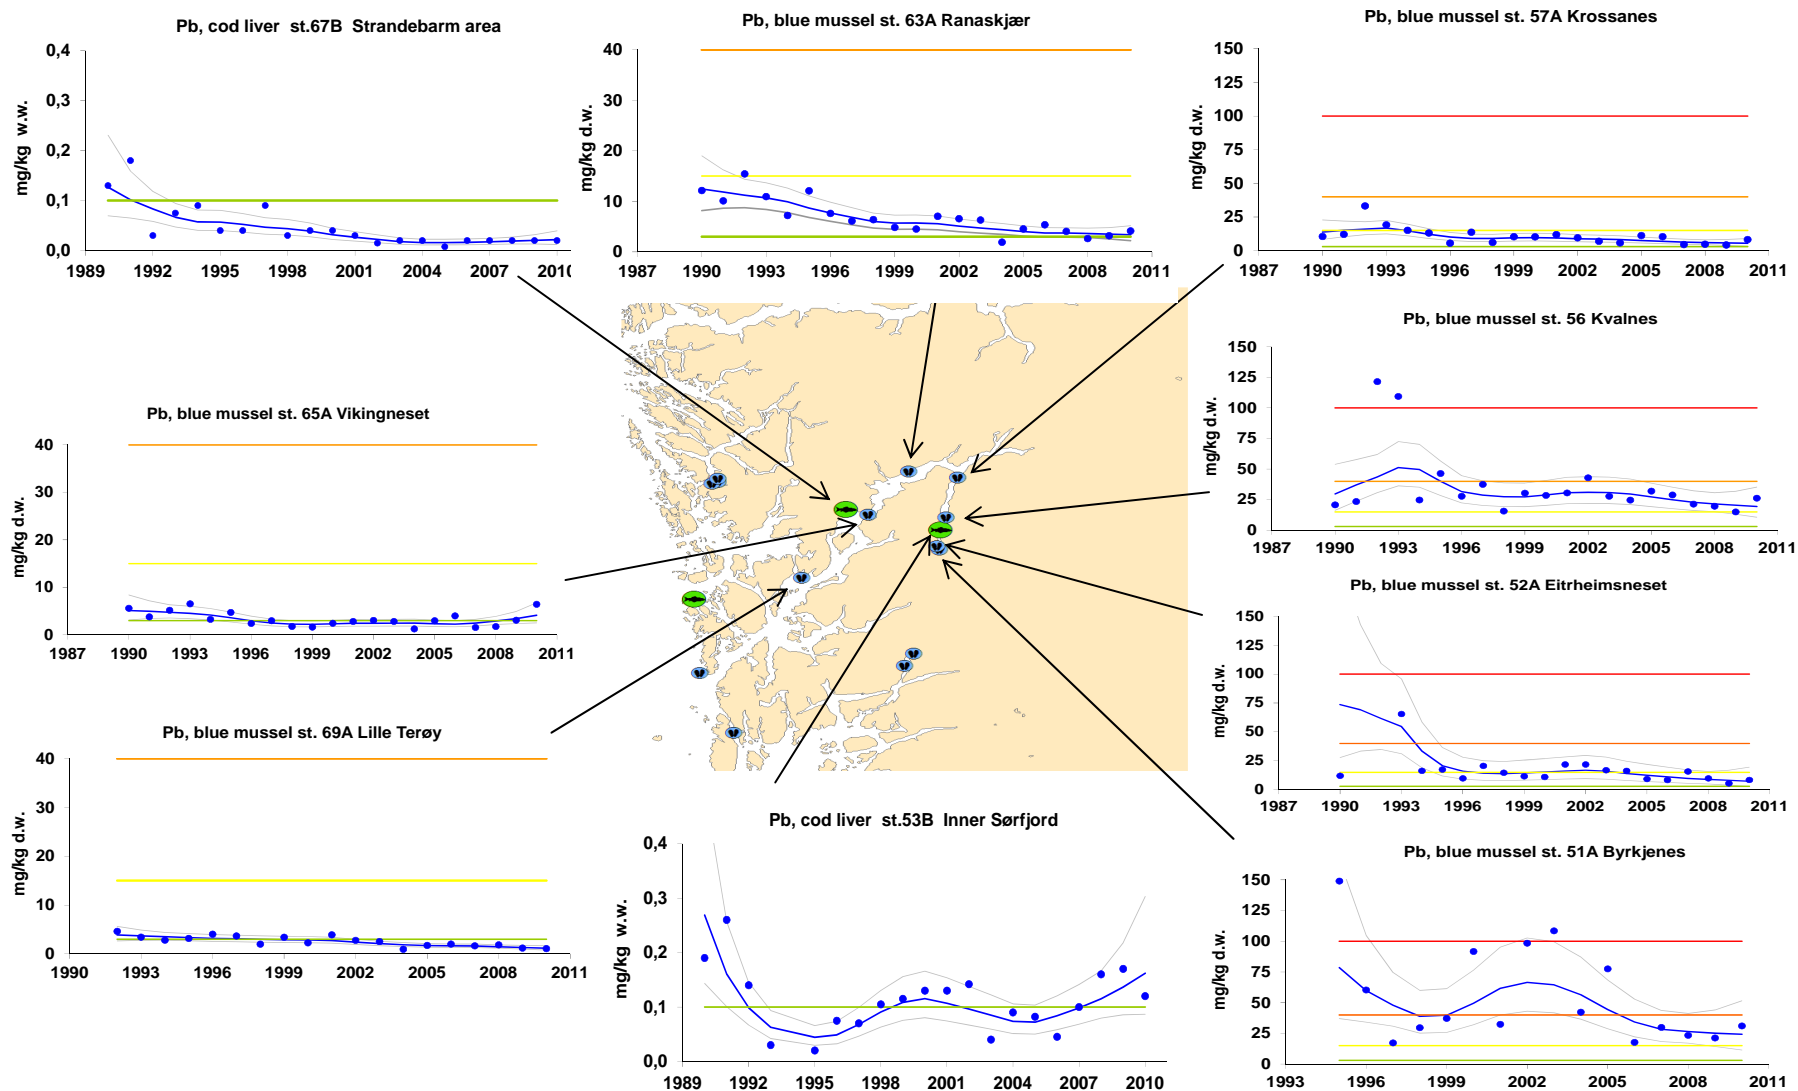 Pb, cod liver st.67B Strandebarm area
mg/kg w.w.
0,4
0,3
0,2
0,1
0,0
1989 1992 1995 1998 2001 2004 2007 2010
Pb, blue mussel st. 63A Ranaskjær
mg/kg d.w.
40
30
20
10
0
1987 1990 1993 1996 1999 2002 2005 2008 2011
Pb, blue mussel st. 57A Krossanes
mg/kg d.w.
150
125
100
75
50
25
0
1987 1990 1993 1996 1999 2002 2005 2008 2011
Pb, blue mussel st. 56 Kvalnes
mg/kg d.w.
150
125
100
75
50
25
0
1987 1990 1993 1996 1999 2002 2005 2008 2011
Pb, blue mussel st. 65A Vikingneset
mg/kg d.w.
40
30
20
10
0
1987 1990 1993 1996 1999 2002 2005 2008 2011
Pb, blue mussel st. 52A Eitrheimsneset
mg/kg d.w.
150
125
100
75
50
25
0
1987 1990 1993 1996 1999 2002 2005 2008 2011
Pb, blue mussel st. 69A Lille Terøy
mg/kg d.w.
40
30
20
10
0
1990 1993 1996 1999 2002 2005 2008 2011
Pb, cod liver st.53B Inner Sørfjord
mg/kg w.w.
0,4
0,3
0,2
0,1
0,0
1989 1992 1995 1998 2001 2004 2007 2010
Pb, blue mussel st. 51A Byrkjenes
mg/kg d.w.
150
125
100
75
50
25
0
1993 1996 1999 2002 2005 2008 2011